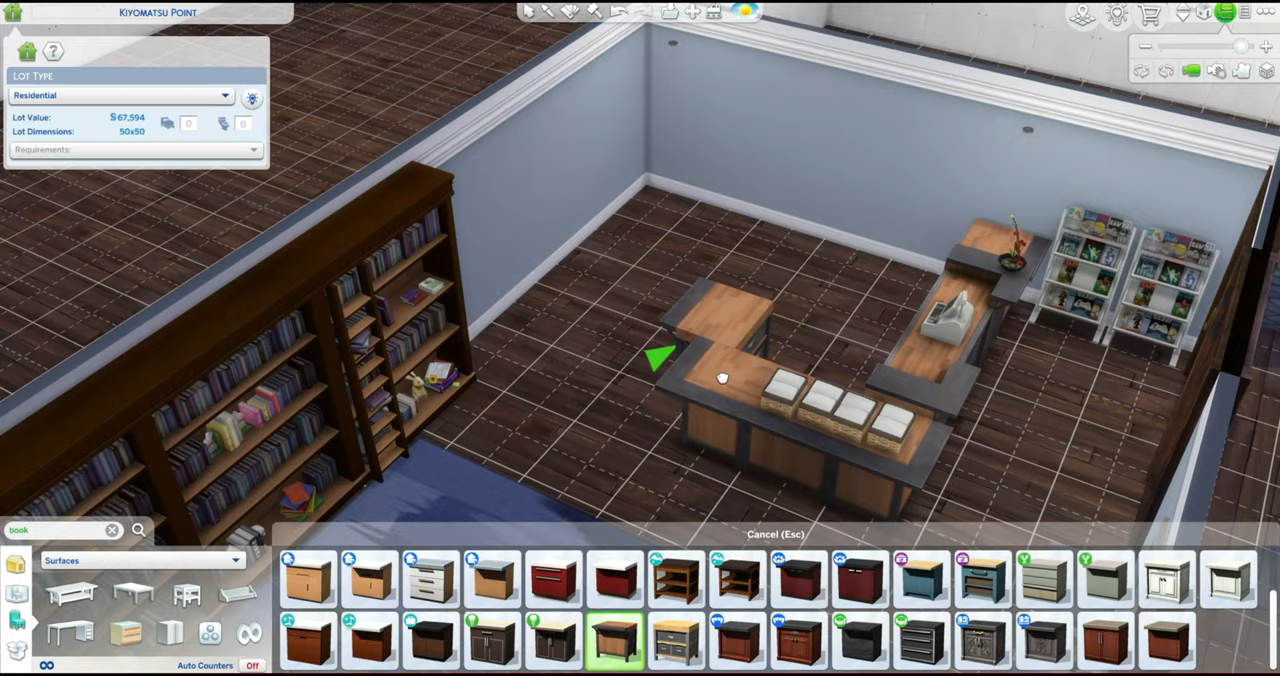 KIYOMATSU POINT
LOT TYPE
Residential
Lot Value: §67,594
0
0
Lot Dimensions: 50x50
Requirements:
book
Cancel (Esc)
Surfaces
Auto Counters Off